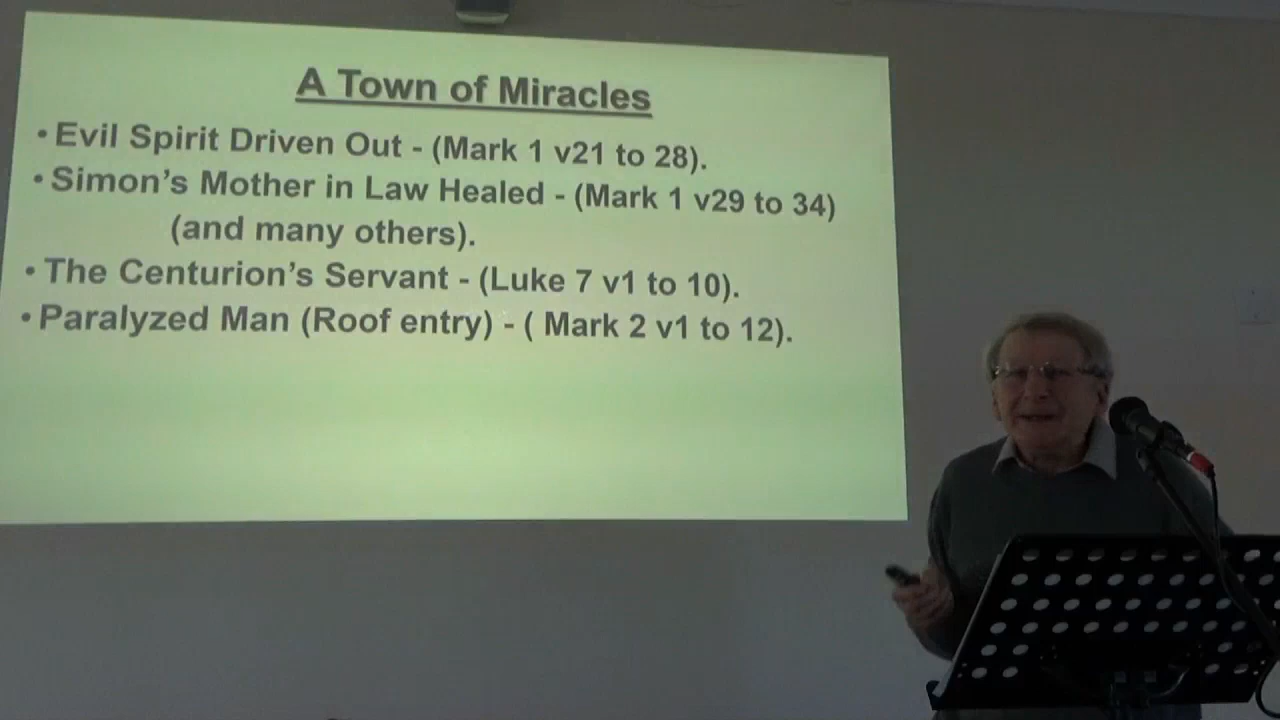 A Town of Miracles
• Evil Spirit Driven Out - (Mark 1 v21 to 28).
• Simon's Mother in Law Healed - (Mark 1 v29 to 34)
(and many others).
• The Centurion's Servant - (Luke 7 v1 to 10).
• Paralyzed Man (Roof entry) - ( Mark 2 v1 to 12).